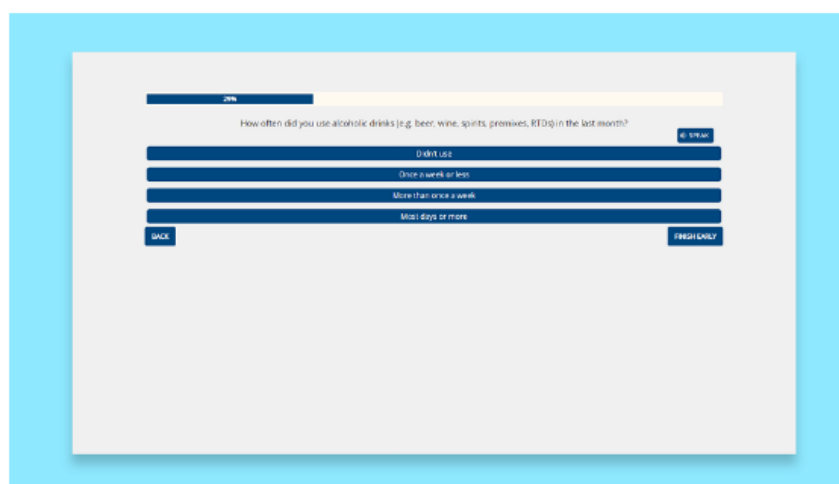 29%
How often did you use alcoholic drinks (e.g. beer, wine, spirits, premixes, RTDs) in the last month?
SPEAK
Didn't use
Once a week or less
More than once a week
Most days or more
BACK
FINISH EARLY